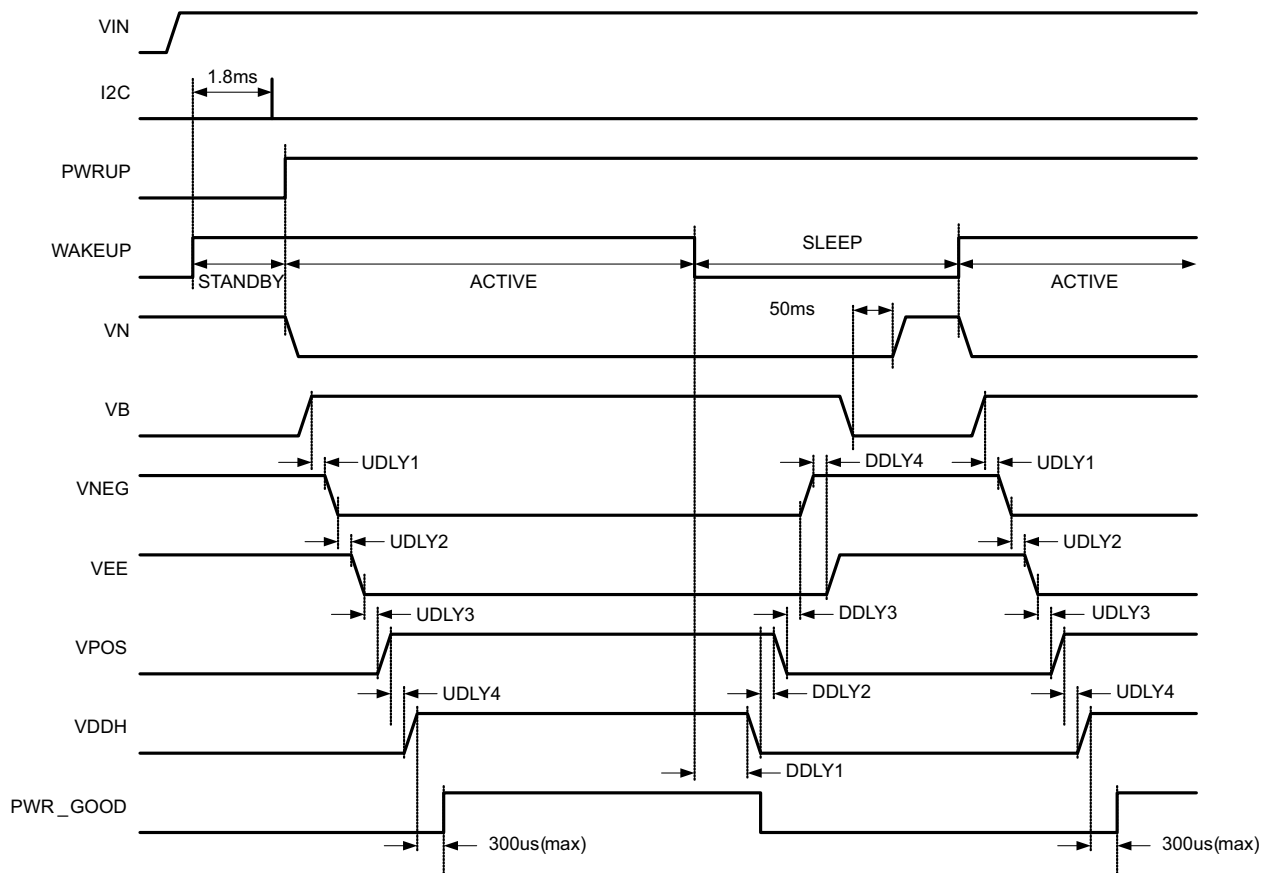 VIN
1.8ms
I2C
PWRUP
WAKEUP
SLEEP
STANDBY
ACTIVE
ACTIVE
50ms
VN
VB
UDLY1
DDLY4
UDLY1
VNEG
UDLY2
UDLY2
VEE
UDLY3
DDLY3
UDLY3
VPOS
UDLY4
DDLY2
UDLY4
VDDH
DDLY1
PWR_GOOD
300us(max)
300us(max)